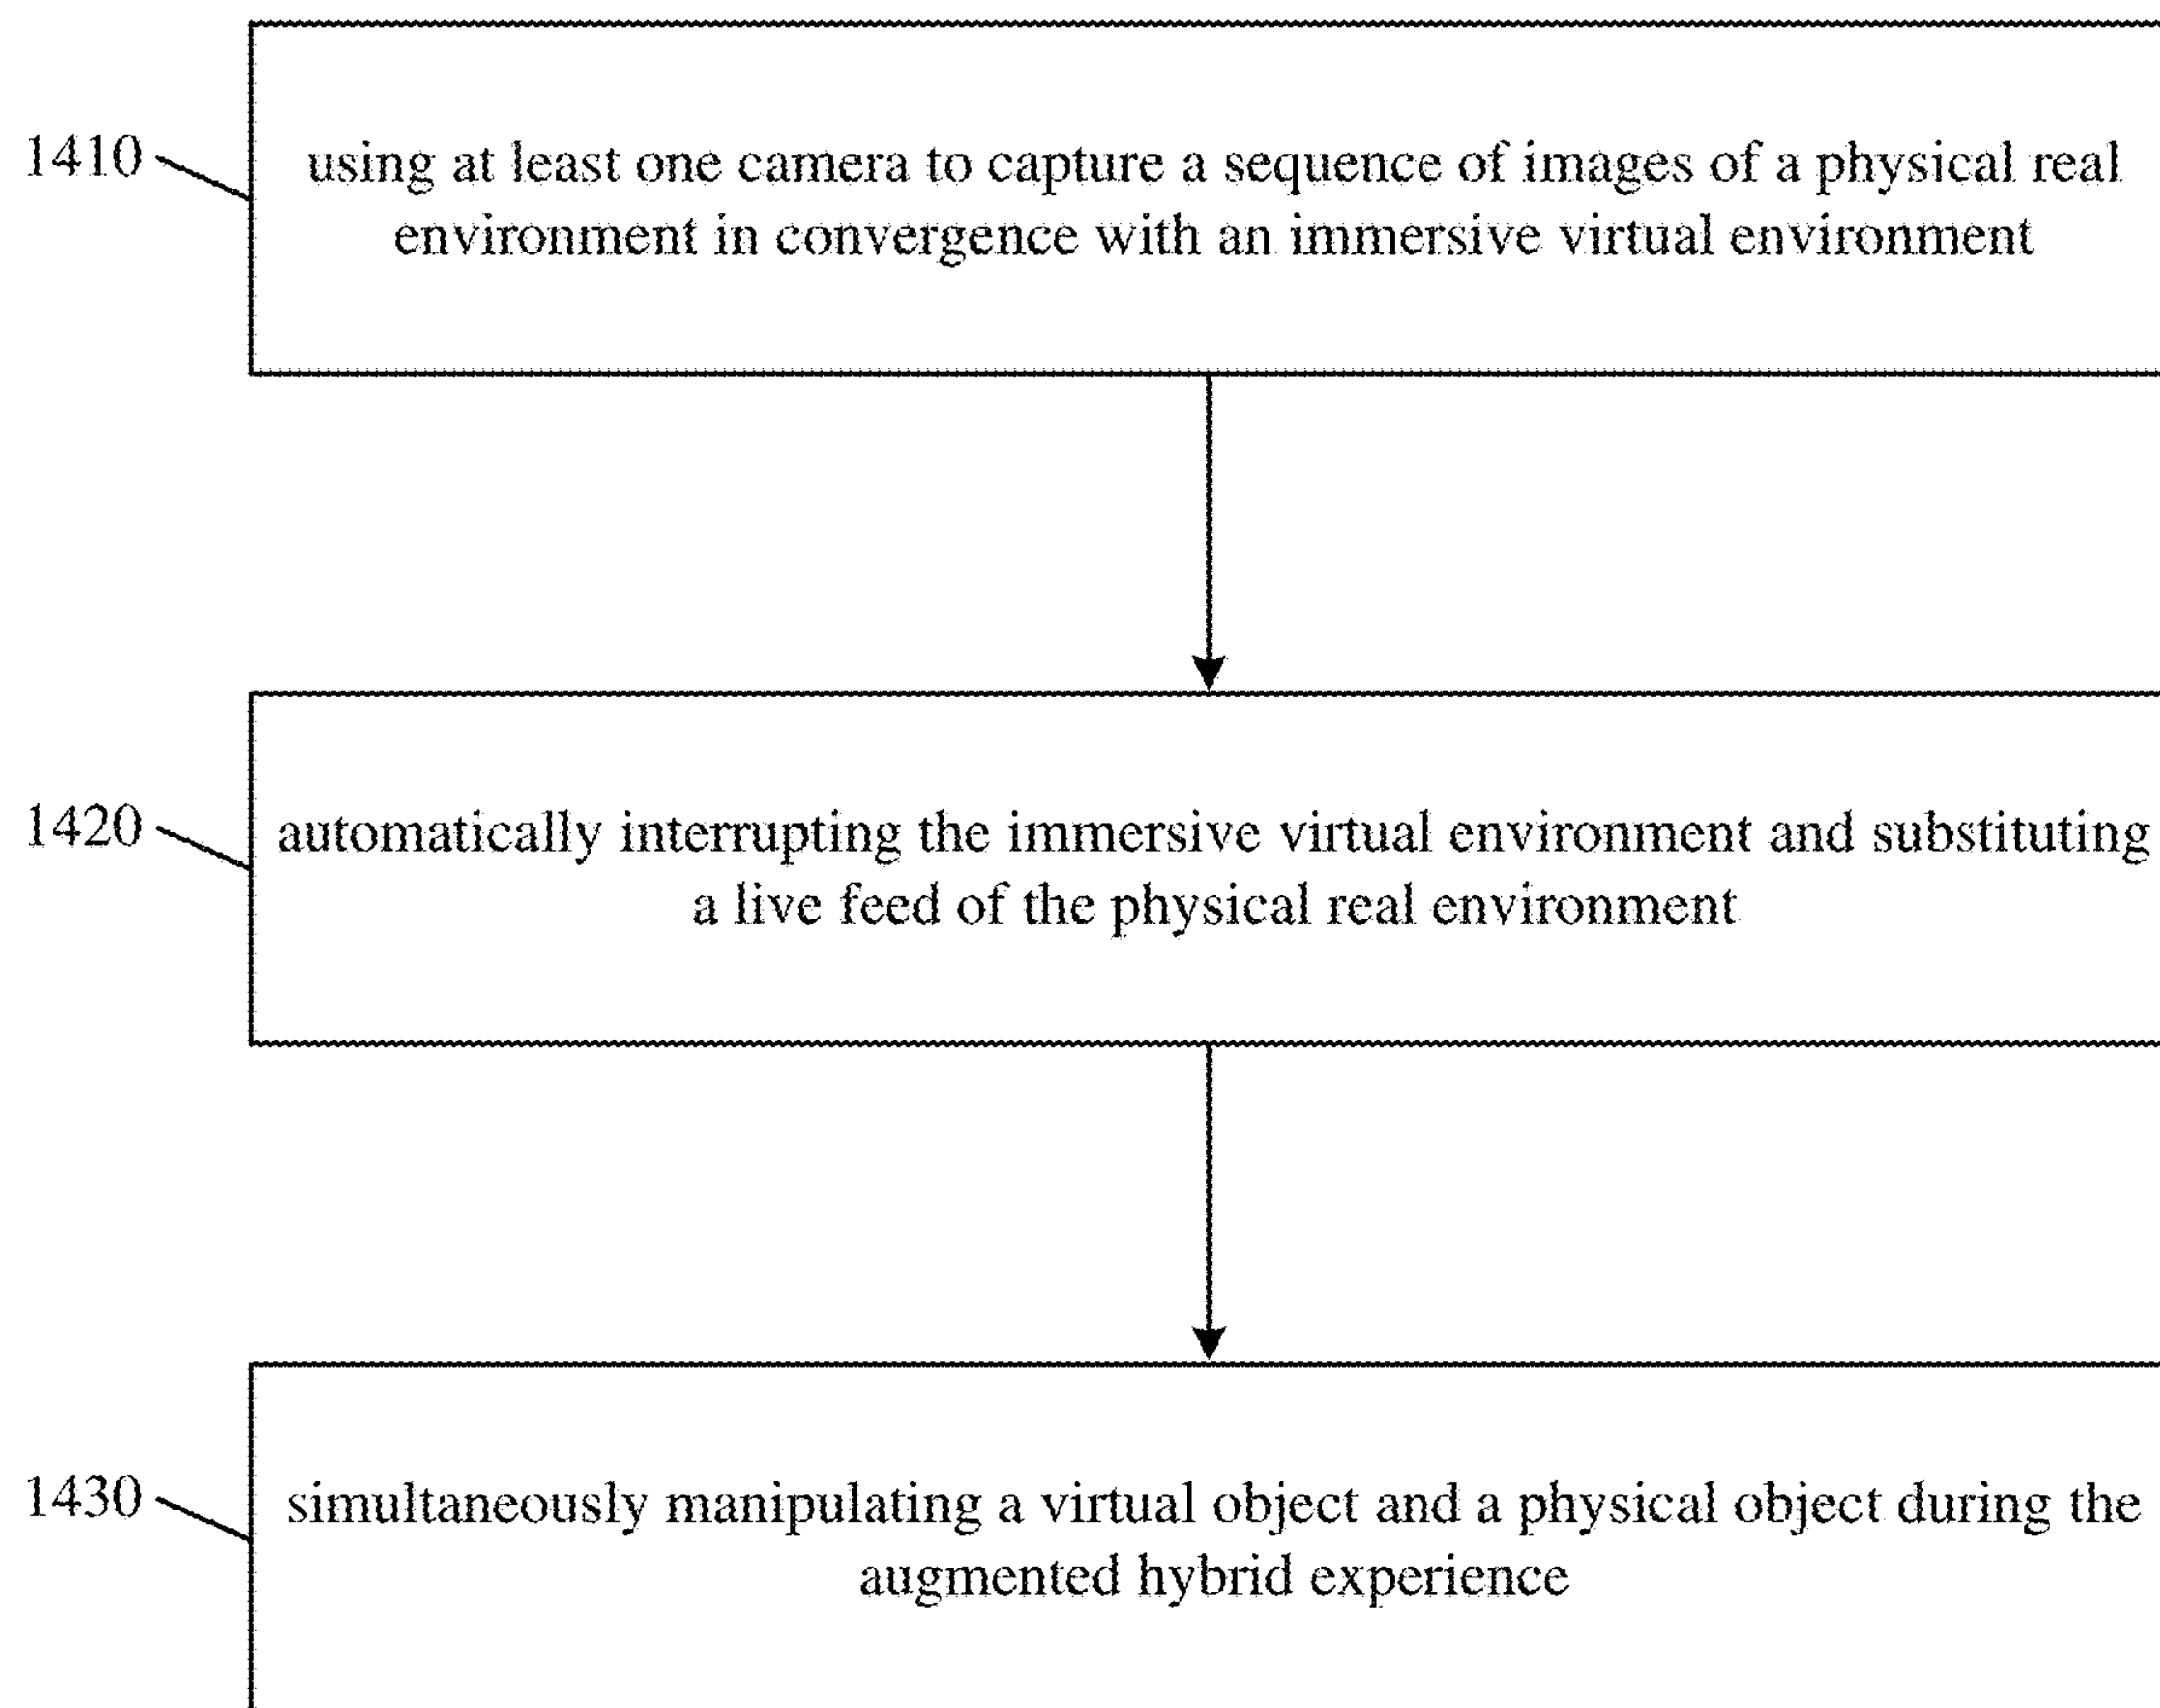 1410
using at least one camera to capture a sequence of images of a physical real
environment in convergence with an immersive virtual environment
1420
automatically interrupting the immersive virtual environment and substituting
a live feed of the physical real environment
1430
simultaneously manipulating a virtual object and a physical object during the
augmented hybrid experience